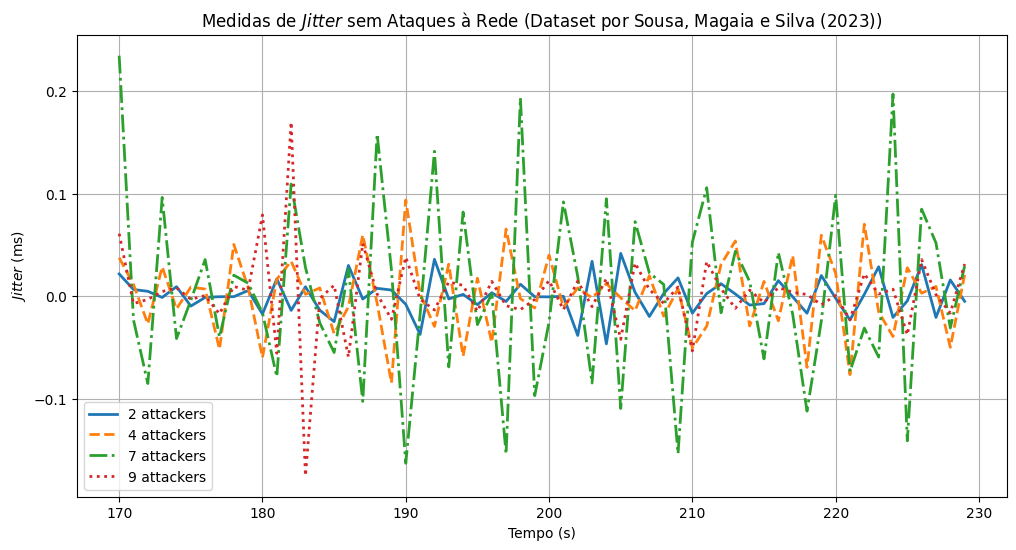 Medidas de Jitter sem Ataques à Rede (Dataset por Sousa, Magaia e Silva (2023))
Jitter (ms)
0.2
0.1
0.0
−0.1
2 attackers
4 attackers
7 attackers
9 attackers
170 180 190 200 210 220 230
Tempo (s)